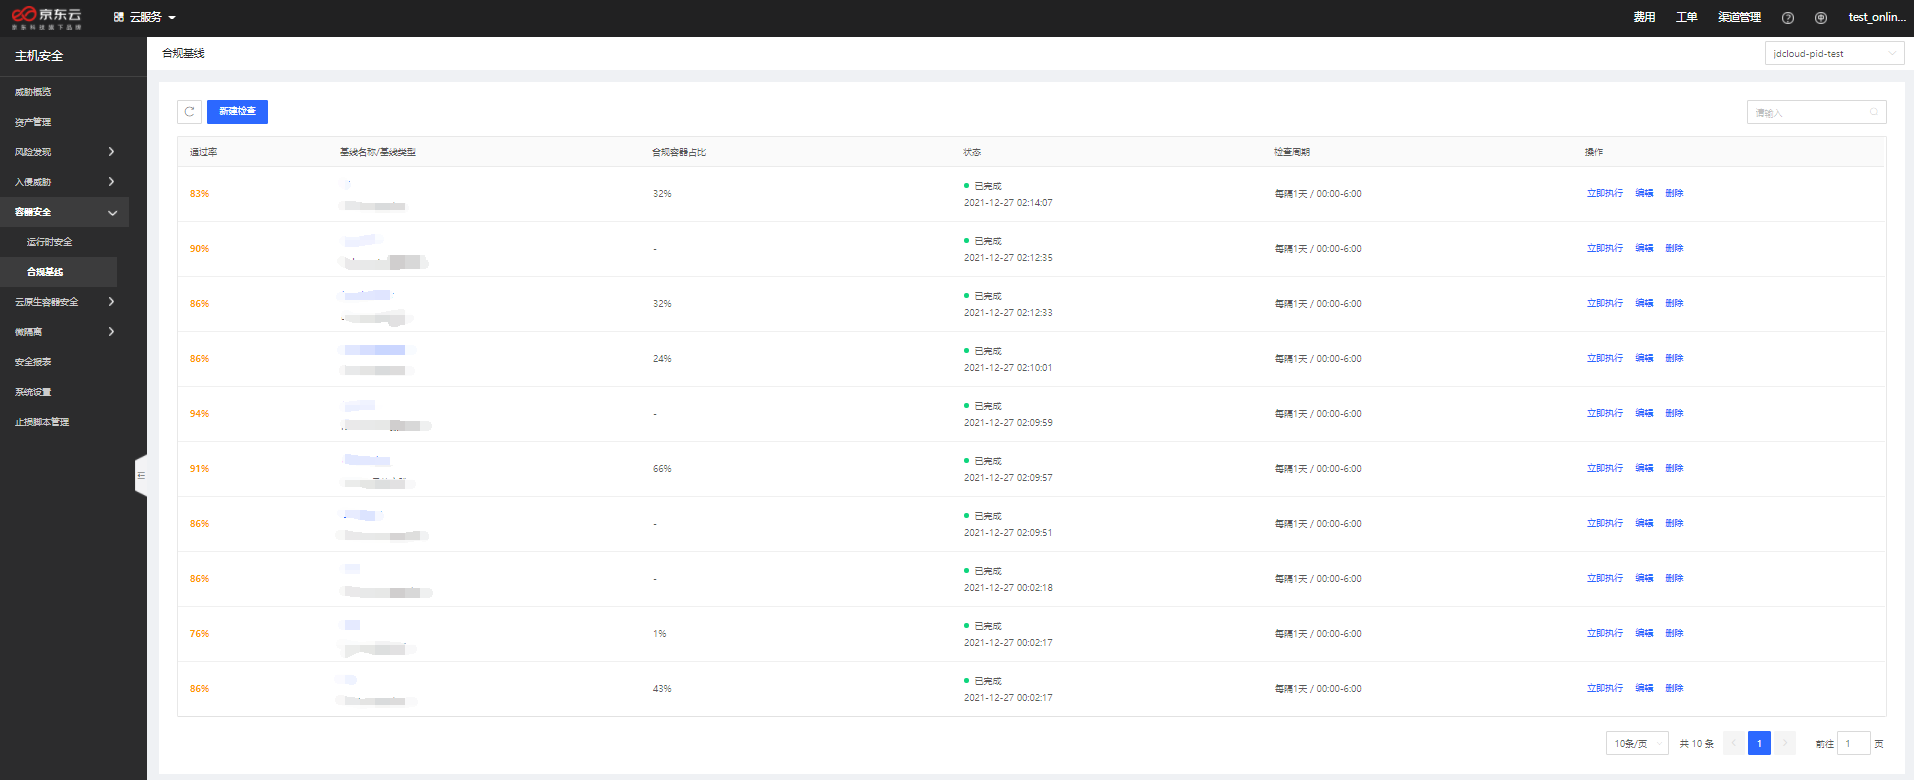 京东云
京东科技旗下品牌
云服务
费用 工单 渠道管理 test_onlin...
主机安全
合规基线
jdcloud-pid-test
威胁概览
资产管理
风险发现
入侵威胁
容器安全
运行时安全
合规基线
云原生容器安全
微隔离
安全报表
系统设置
止损脚本管理
新建检查
请输入
通过率 基线名称/基线类型 合规容器占比 状态 检查周期 操作
83% 32% 已完成 每隔1天 / 00:00-6:00 立即执行 编辑 删除
2021-12-27 02:14:07
90% - 已完成 每隔1天 / 00:00-6:00 立即执行 编辑 删除
2021-12-27 02:12:35
86% 32% 已完成 每隔1天 / 00:00-6:00 立即执行 编辑 删除
2021-12-27 02:12:33
86% 24% 已完成 每隔1天 / 00:00-6:00 立即执行 编辑 删除
2021-12-27 02:10:01
94% - 已完成 每隔1天 / 00:00-6:00 立即执行 编辑 删除
2021-12-27 02:09:59
91% 66% 已完成 每隔1天 / 00:00-6:00 立即执行 编辑 删除
2021-12-27 02:09:57
86% - 已完成 每隔1天 / 00:00-6:00 立即执行 编辑 删除
2021-12-27 02:09:51
86% - 已完成 每隔1天 / 00:00-6:00 立即执行 编辑 删除
2021-12-27 00:02:18
76% 1% 已完成 每隔1天 / 00:00-6:00 立即执行 编辑 删除
2021-12-27 00:02:17
86% 43% 已完成 每隔1天 / 00:00-6:00 立即执行 编辑 删除
2021-12-27 00:02:17
10条/页 共 10 条 1 前往 1 页